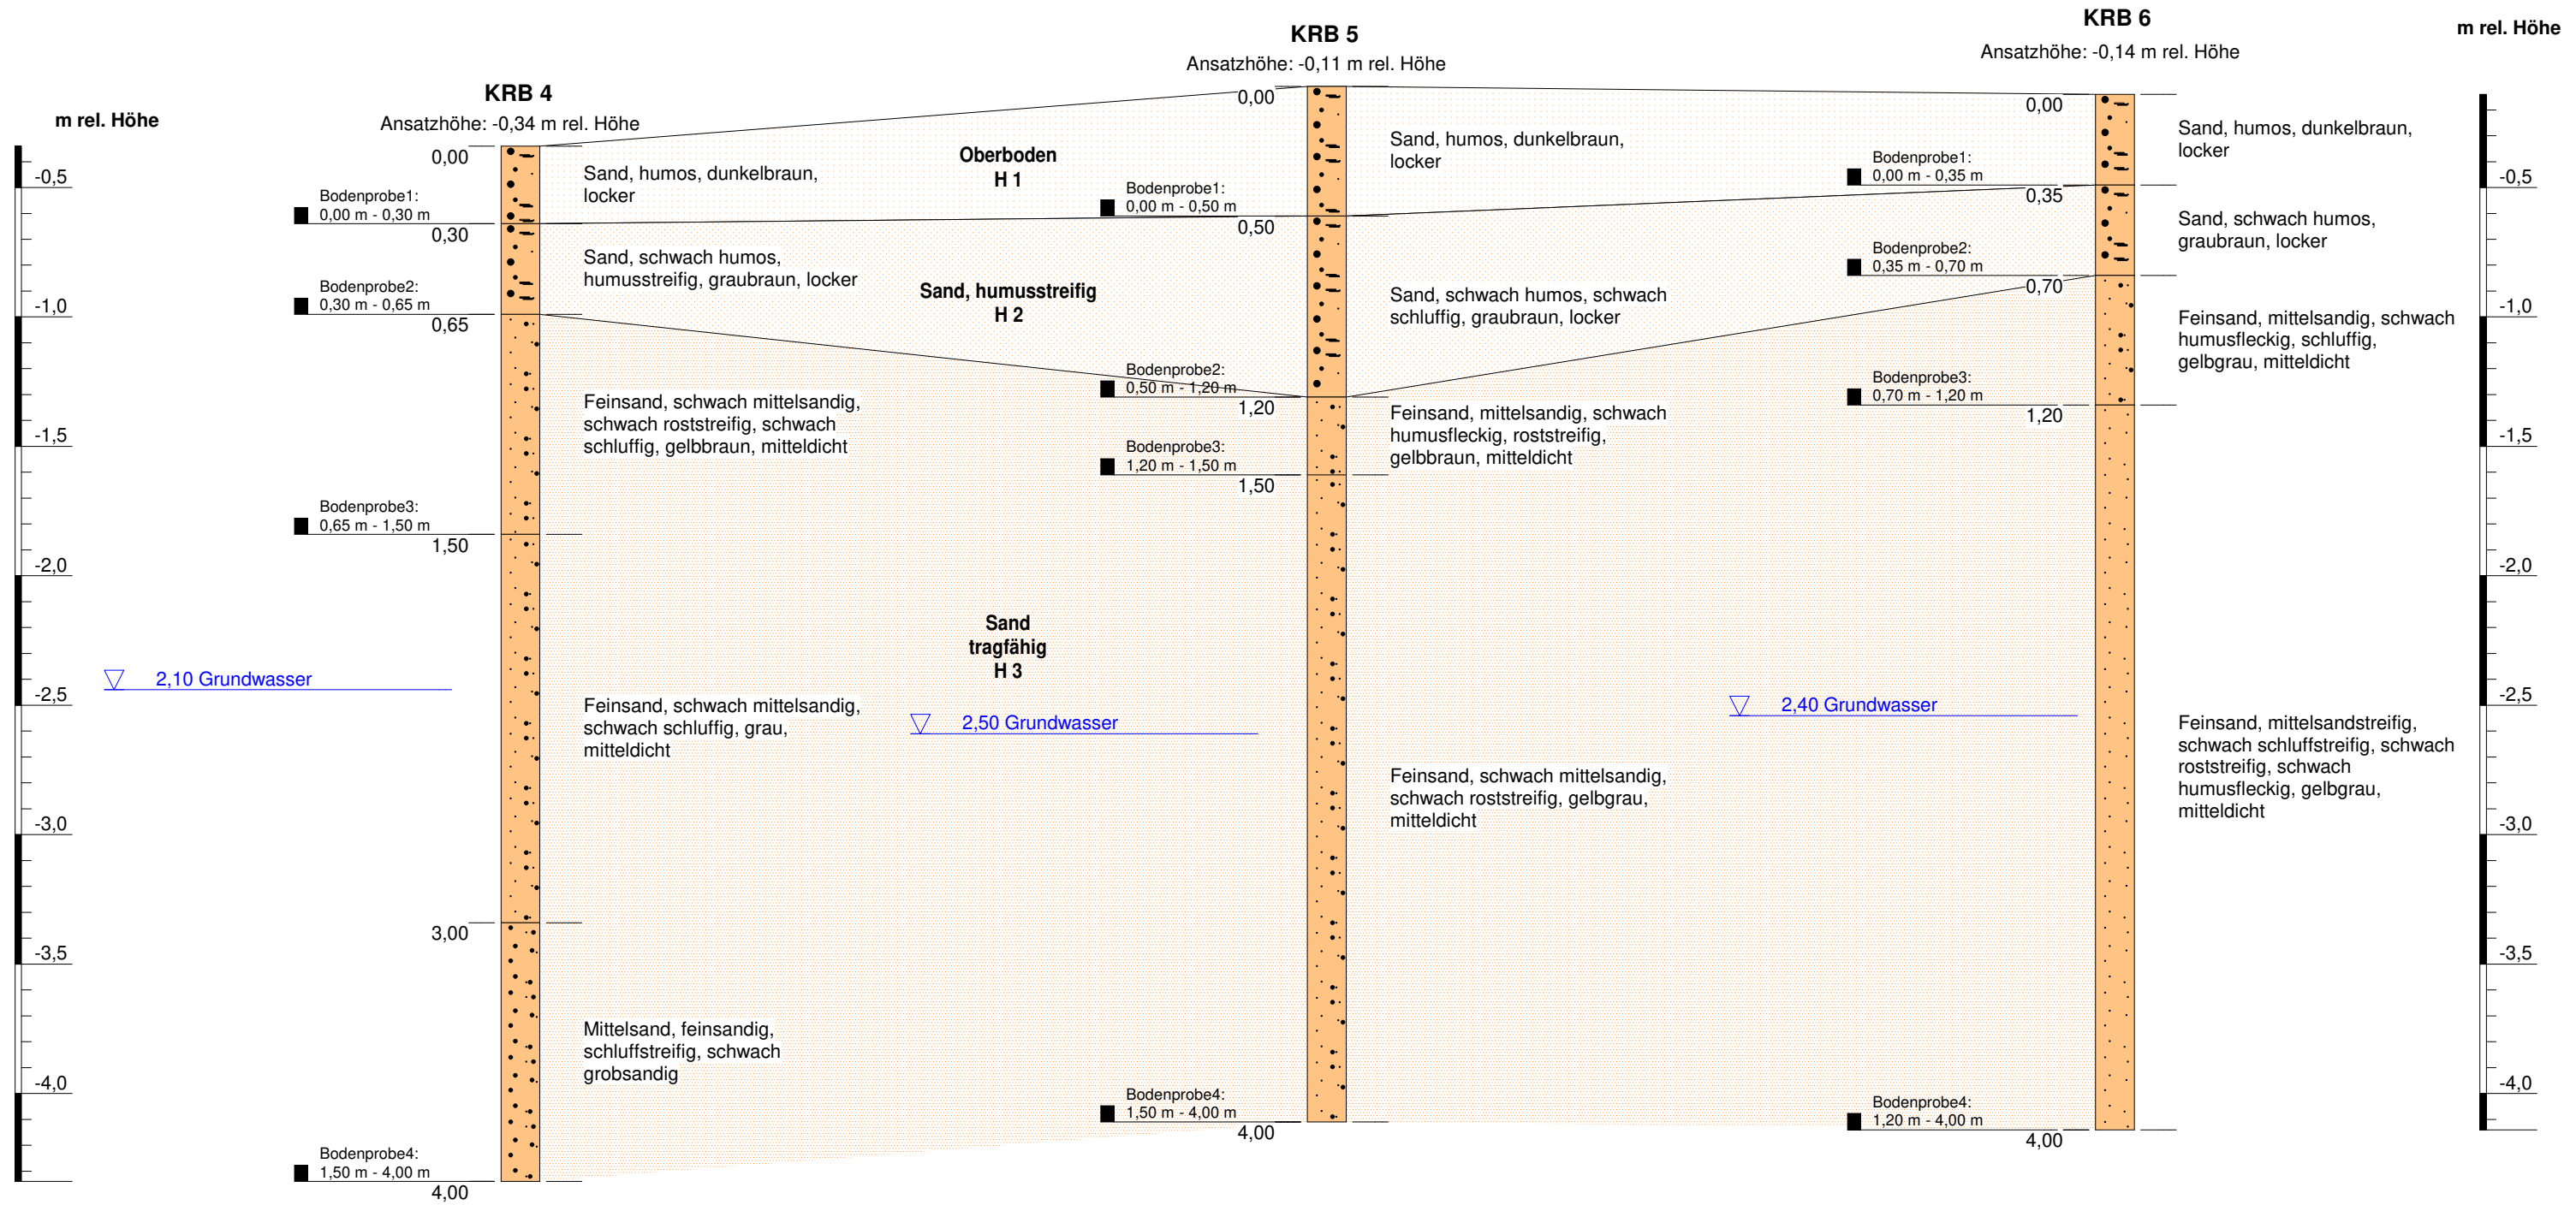 KRB 6
m rel. Höhe
KRB 5
Ansatzhöhe: -0,14 m rel. Höhe
Ansatzhöhe: -0,11 m rel. Höhe
KRB 4
m rel. Höhe
Ansatzhöhe: -0,34 m rel. Höhe
-0,5
-1,0
-1,5
-2,0
-2,5
-3,0
-3,5
-4,0
2,10 Grundwasser
0,00
Bodenprobe1:
0,00 m - 0,30 m
0,30
Bodenprobe2:
0,30 m - 0,65 m
0,65
Bodenprobe3:
0,65 m - 1,50 m
1,50
3,00
Bodenprobe4:
1,50 m - 4,00 m
4,00
Sand, humos, dunkelbraun,
locker
Sand, schwach humos,
humusstreifig, graubraun, locker
Feinsand, schwach mittelsandig,
schwach roststreifig, schwach
schluffig, gelbbraun, mitteldicht
Feinsand, schwach mittelsandig,
schwach schluffig, grau,
mitteldicht
Mittelsand, feinsandig,
schluffstreifig, schwach
grobsandig
Oberboden
H 1
Sand, humusstreifig
H 2
Sand
tragfähig
H 3
2,50 Grundwasser
0,00
Bodenprobe1:
0,00 m - 0,50 m
0,50
Bodenprobe2:
0,50 m - 1,20 m
1,20
Bodenprobe3:
1,20 m - 1,50 m
1,50
Bodenprobe4:
1,50 m - 4,00 m
4,00
Sand, humos, dunkelbraun,
locker
Sand, schwach humos, schwach
schluffig, graubraun, locker
Feinsand, mittelsandig, schwach
humusfleckig, roststreifig,
gelbbraun, mitteldicht
Feinsand, schwach mittelsandig,
schwach roststreifig, gelbgrau,
mitteldicht
2,40 Grundwasser
0,00
Bodenprobe1:
0,00 m - 0,35 m
0,35
Bodenprobe2:
0,35 m - 0,70 m
0,70
Bodenprobe3:
0,70 m - 1,20 m
1,20
Bodenprobe4:
1,20 m - 4,00 m
4,00
Sand, humos, dunkelbraun,
locker
Sand, schwach humos,
graubraun, locker
Feinsand, mittelsandig, schwach
humusfleckig, schluffig,
gelbgrau, mitteldicht
Feinsand, mittelsandstreifig,
schwach schluffstreifig, schwach
roststreifig, schwach
humusfleckig, gelbgrau,
mitteldicht
-0,5
-1,0
-1,5
-2,0
-2,5
-3,0
-3,5
-4,0